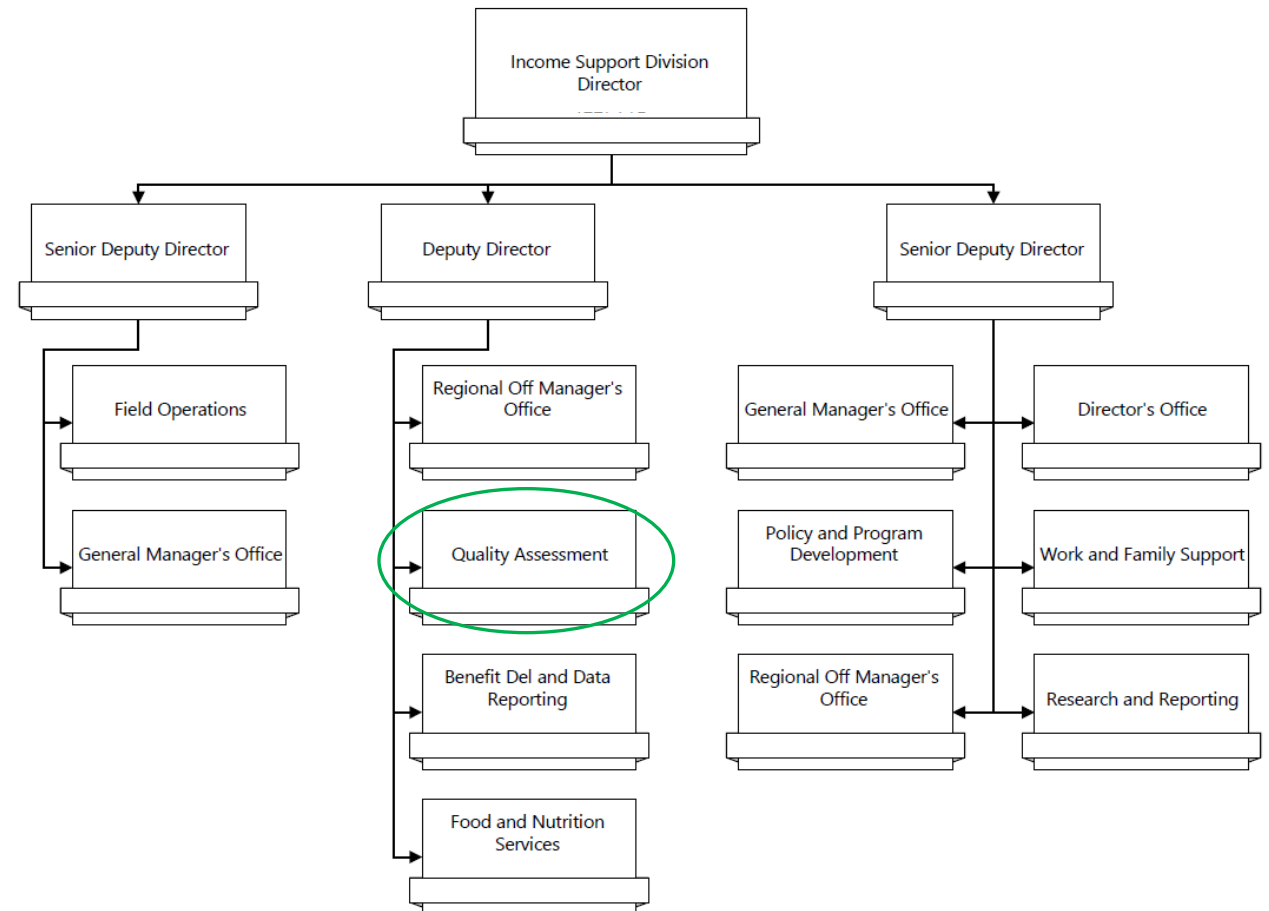 Income Support Division
Director
Senior Deputy Director
Deputy Director
Senior Deputy Director
Field Operations
General Manager's Office
Regional Off Manager's
Office
Quality Assessment
Benefit Del and Data
Reporting
Food and Nutrition
Services
General Manager's Office
Director's Office
Policy and Program
Development
Work and Family Support
Regional Off Manager's
Office
Research and Reporting